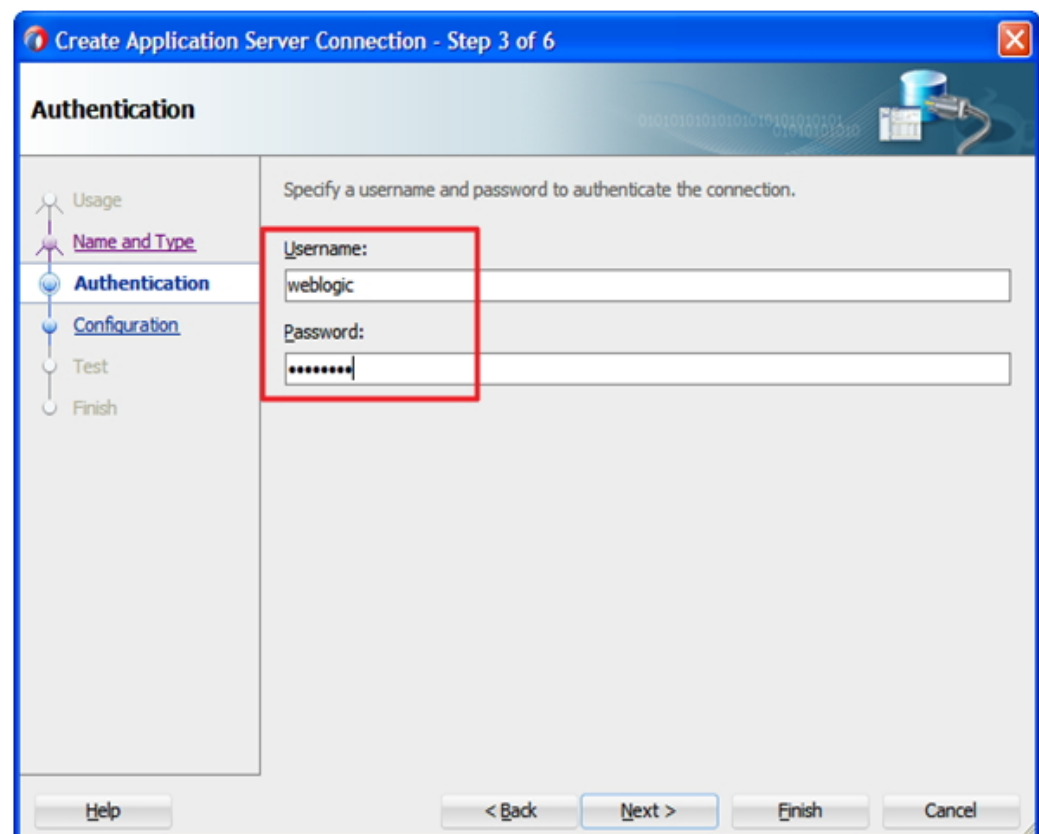 Create Application Server Connection - Step 3 of 6
Authentication
Usage
Name and Type
Authentication
Configuration
Test
Finish
Specify a username and password to authenticate the connection.
Username:
weblogic
Password:
••••••••
Help
< Back
Next >
Finish
Cancel